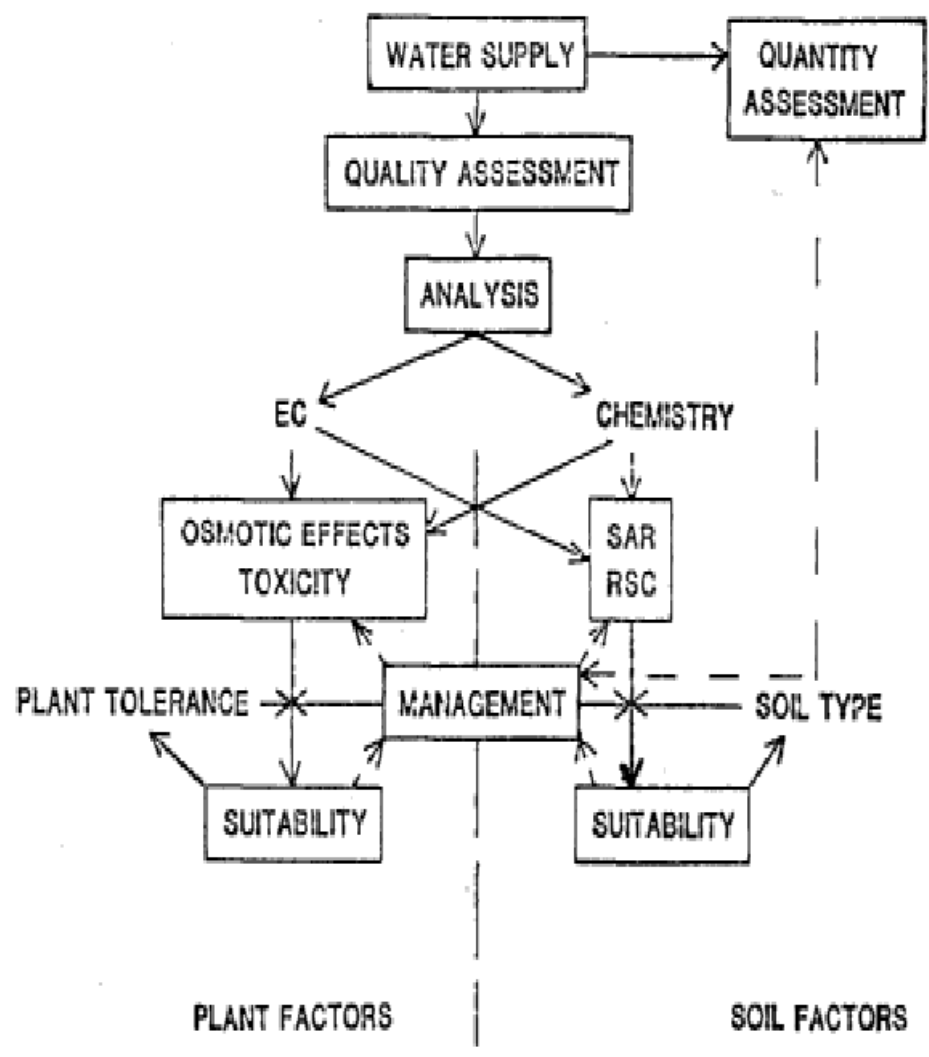 WATER SUPPLY
QUANTITY
ASSESSMENT
QUALITY ASSESSMENT
ANALYSIS
EC
CHEMISTRY
OSMOTIC EFFECTS
TOXICITY
SAR
RSC
PLANT TOLERANCE
MANAGEMENT
SOIL TYPE
SUITABILITY
SUITABILITY
PLANT FACTORS
SOIL FACTORS